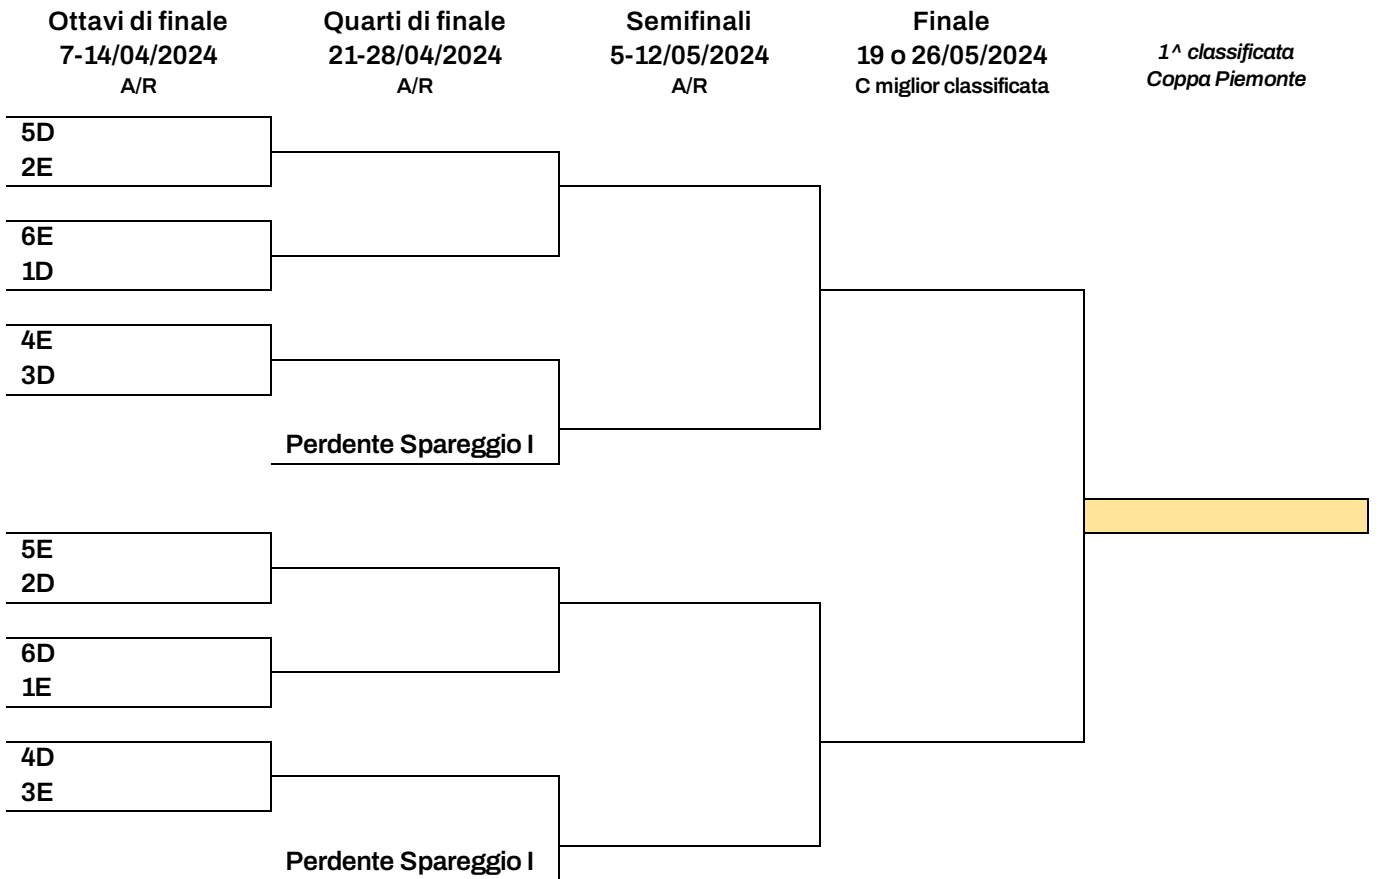 Ottavi di finale
7-14/04/2024
A/R
Quarti di finale
21-28/04/2024
A/R
Semifinali
5-12/05/2024
A/R
Finale
19 o 26/05/2024
C miglior classificata
1^ classificata
Coppa Piemonte
5D
2E
6E
1D
4E
3D
Perdente Spareggio I
5E
2D
6D
1E
4D
3E
Perdente Spareggio I